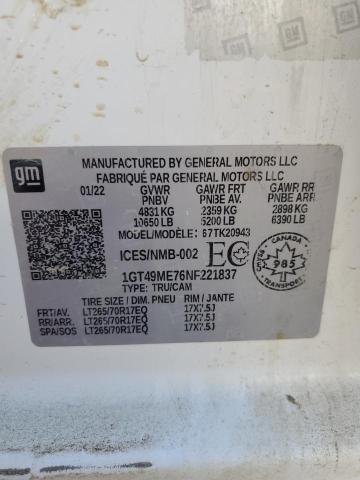 gm
MANUFACTURED BY GENERAL MOTORS LLC
FABRIQUÉ PAR GENERAL MOTORS LLC
01/22 GVWR GAWR FRT GAWR RR
PNBV PNBE AV. PNBE ARR
4831 KG 2359 KG 2898 KG
10650 LB 5200 LB 6390 LB
MODEL/MODÈLE: 67TK20943
ICES/NMB-002 EC
1GT49ME76NF221837
TYPE: TRU/CAM
TIRE SIZE / DIM. PNEU RIM / JANTE
FRT/AV. LT265/70R17EQ 17X7.5J
RR/ARR. LT265/70R17EQ 17X7.5J
SPA/SOS LT265/70R17EQ 17X7.5J
CANADA
985